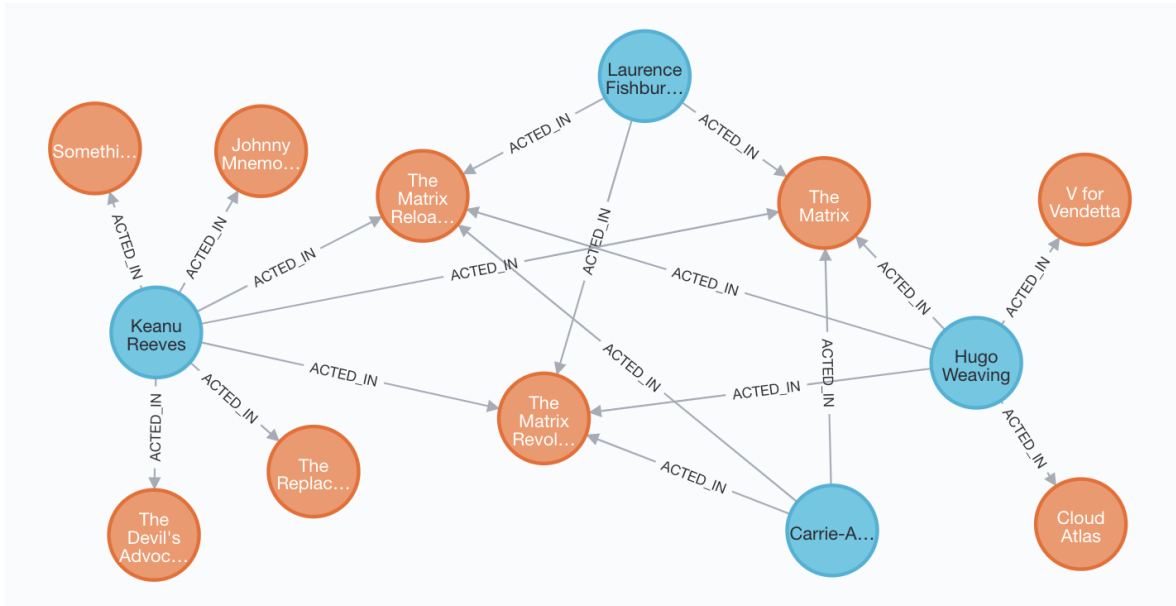 Laurence
Fishbur...
ACTED_IN
ACTED_IN
Somethi...
Johnny
Mnemo...
The
Matrix
Reloa...
The
Matrix
V for
Vendetta
ACTED_IN
ACTED_IN
ACTED_IN
ACTED_IN
ACTED_IN
ACTED_IN
ACTED_IN
ACTED_IN
ACTED_IN
Keanu
Reeves
Hugo
Weaving
ACTED_IN
ACTED_IN
ACTED_IN
ACTED_IN
ACTED_IN
ACTED_IN
ACTED_IN
The
Matrix
Revol...
ACTED_IN
ACTED_IN
The
Replac...
The
Devil's
Advoc...
Carrie-A...
Cloud
Atlas